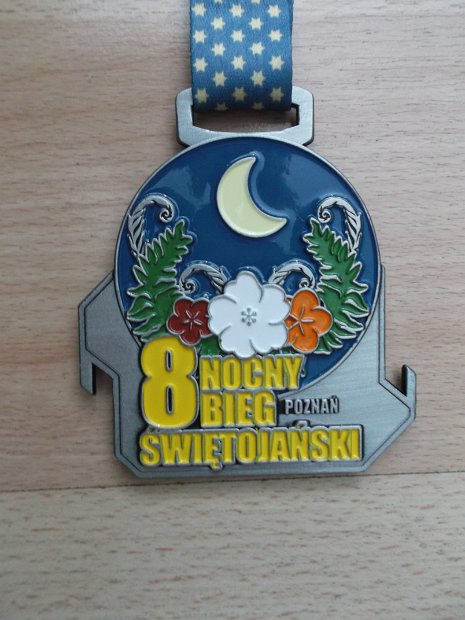 8 NOCNY
BIEG POZNAŃ
ŚWIĘTOJAŃSKI